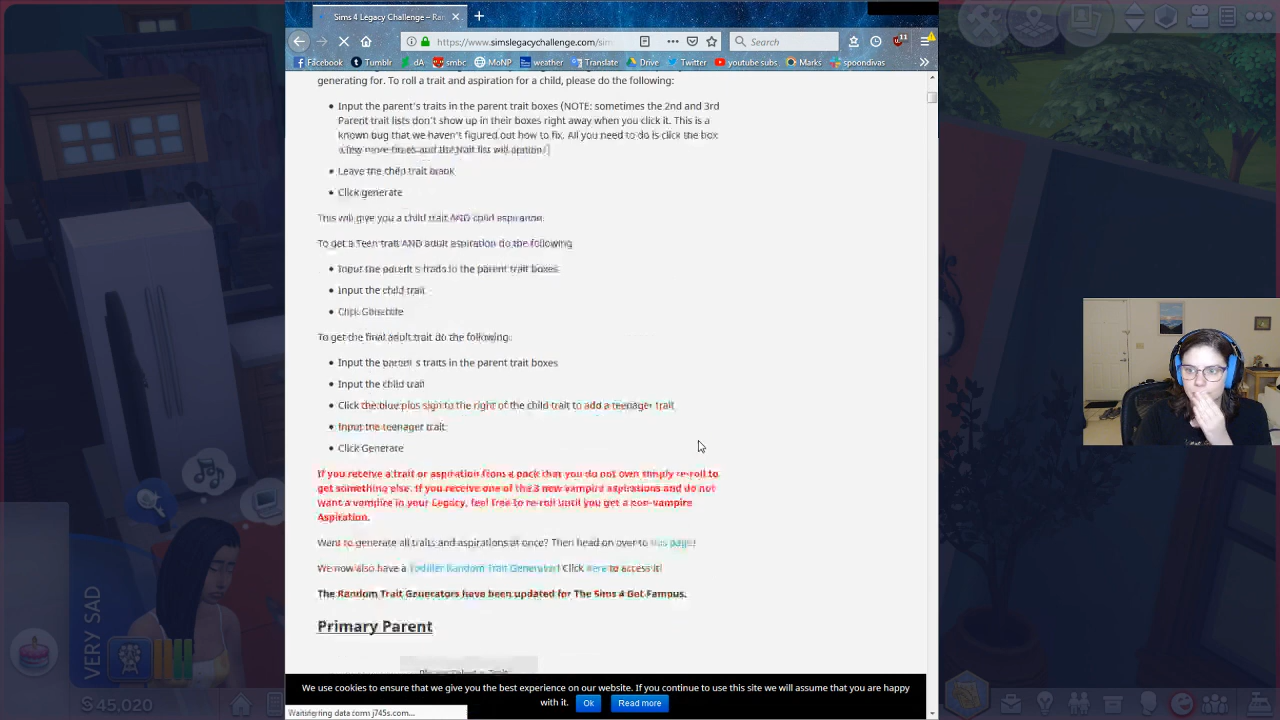 Sims 4 Legacy Challenge – Ran
https://www.simslegacychallenge.com/sim
Search
Facebook
Tumblr
dA
smbc
MoNP
weather
Translate
Drive
Twitter
youtube subs
Marks
spoondivas
generating for. To roll a trait and aspiration for a child, please do the following:
• Input the parent's traits in the parent trait boxes (NOTE: sometimes the 2nd and 3rd
Parent trait lists don't show up in their boxes right away when you click it. This is a
known bug that we haven't figured out how to fix. All you need to do is click the box
a few more times and the trait list will
• Leave the child trait blank
• Click generate
This will give you a child trait AND child aspiration.
To get a Teen trait AND adult aspiration do the following
• Input the parent's traits in the parent trait boxes
• Input the child trait
• Click Generate
To get the final adult trait do the following:
• Input the parent's traits in the parent trait boxes
• Input the child trait
• Click the blue plus sign to the right of the child trait to add a teenager trait
• Input the teenager trait
• Click Generate
If you receive a trait or aspiration from a pack that you do not own simply re-roll to
get something else. If you receive one of the 3 new vampire aspirations and do not
want a vampire in your Legacy, feel free to re-roll until you get a non-vampire
Aspiration.
Want to generate all traits and aspirations at once? Then head on over to this page!
We now also have a Toddler Random Trait Generator! Click here to access it!
The Random Trait Generators have been updated for The Sims 4 Get Famous.
Primary Parent
We use cookies to ensure that we give you the best experience on our website. If you continue to use this site we will assume that you are happy
with it.
Ok
Read more
VERY SAD
§ 45,020
11